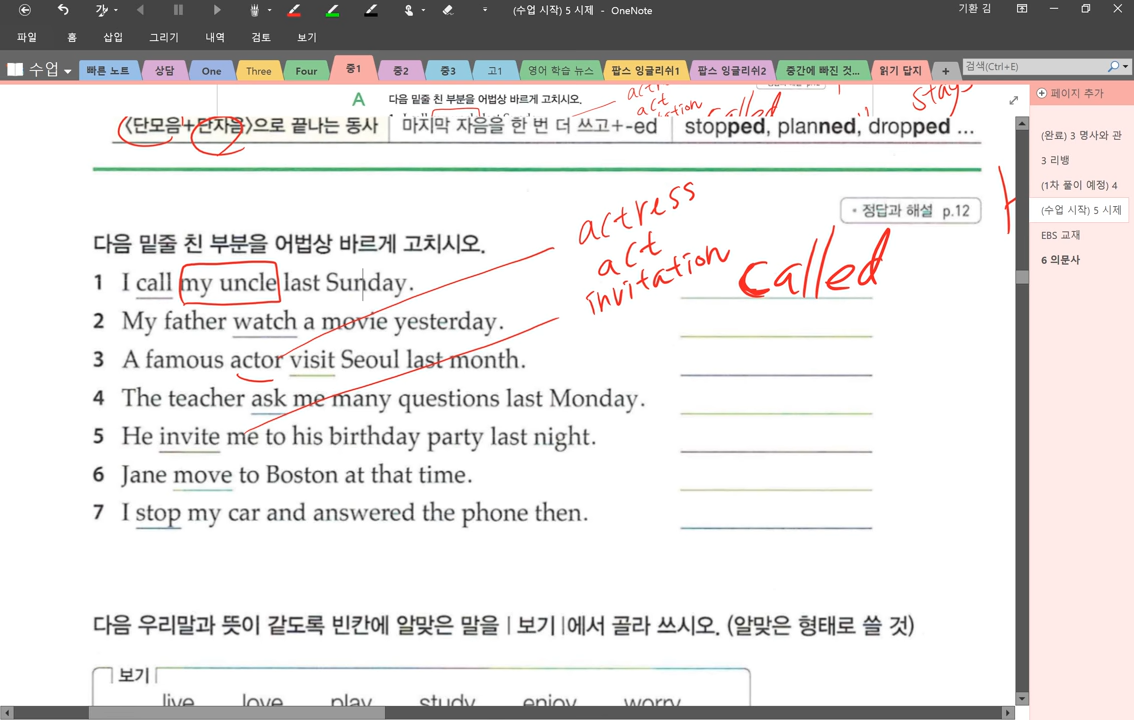 (수업 시작) 5 시제 - OneNote
기환 김
파일 홈 삽입 그리기 내역 검토 보기
수업 빠른 노트 상담 One Three Four 중1 중2 중3 고1 영어 학습 뉴스 팝스 잉글리쉬1 팝스 잉글리쉬2 중간에 빠진 것... 읽기 답지 + 검색(Ctrl+E)
페이지 추가
(완료) 3 명사와 관
3 리뱅
(1차 풀이 예정) 4
(수업 시작) 5 시제
EBS 교재
6 의문사
A 다음 밑줄 친 부분을 어법상 바르게 고치시오.
act
invitation
called
stays
〈단모음+단자음〉으로 끝나는 동사 마지막 자음을 한 번 더 쓰고+-ed stopped, planned, dropped ...
• 정답과 해설 p.12
actress
act
invitation
다음 밑줄 친 부분을 어법상 바르게 고치시오.
1 I call my uncle last Sunday. called
2 My father watch a movie yesterday.
3 A famous actor visit Seoul last month.
4 The teacher ask me many questions last Monday.
5 He invite me to his birthday party last night.
6 Jane move to Boston at that time.
7 I stop my car and answered the phone then.
다음 우리말과 뜻이 같도록 빈칸에 알맞은 말을 |보기|에서 골라 쓰시오. (알맞은 형태로 쓸 것)
보기
live love play study enjoy worry